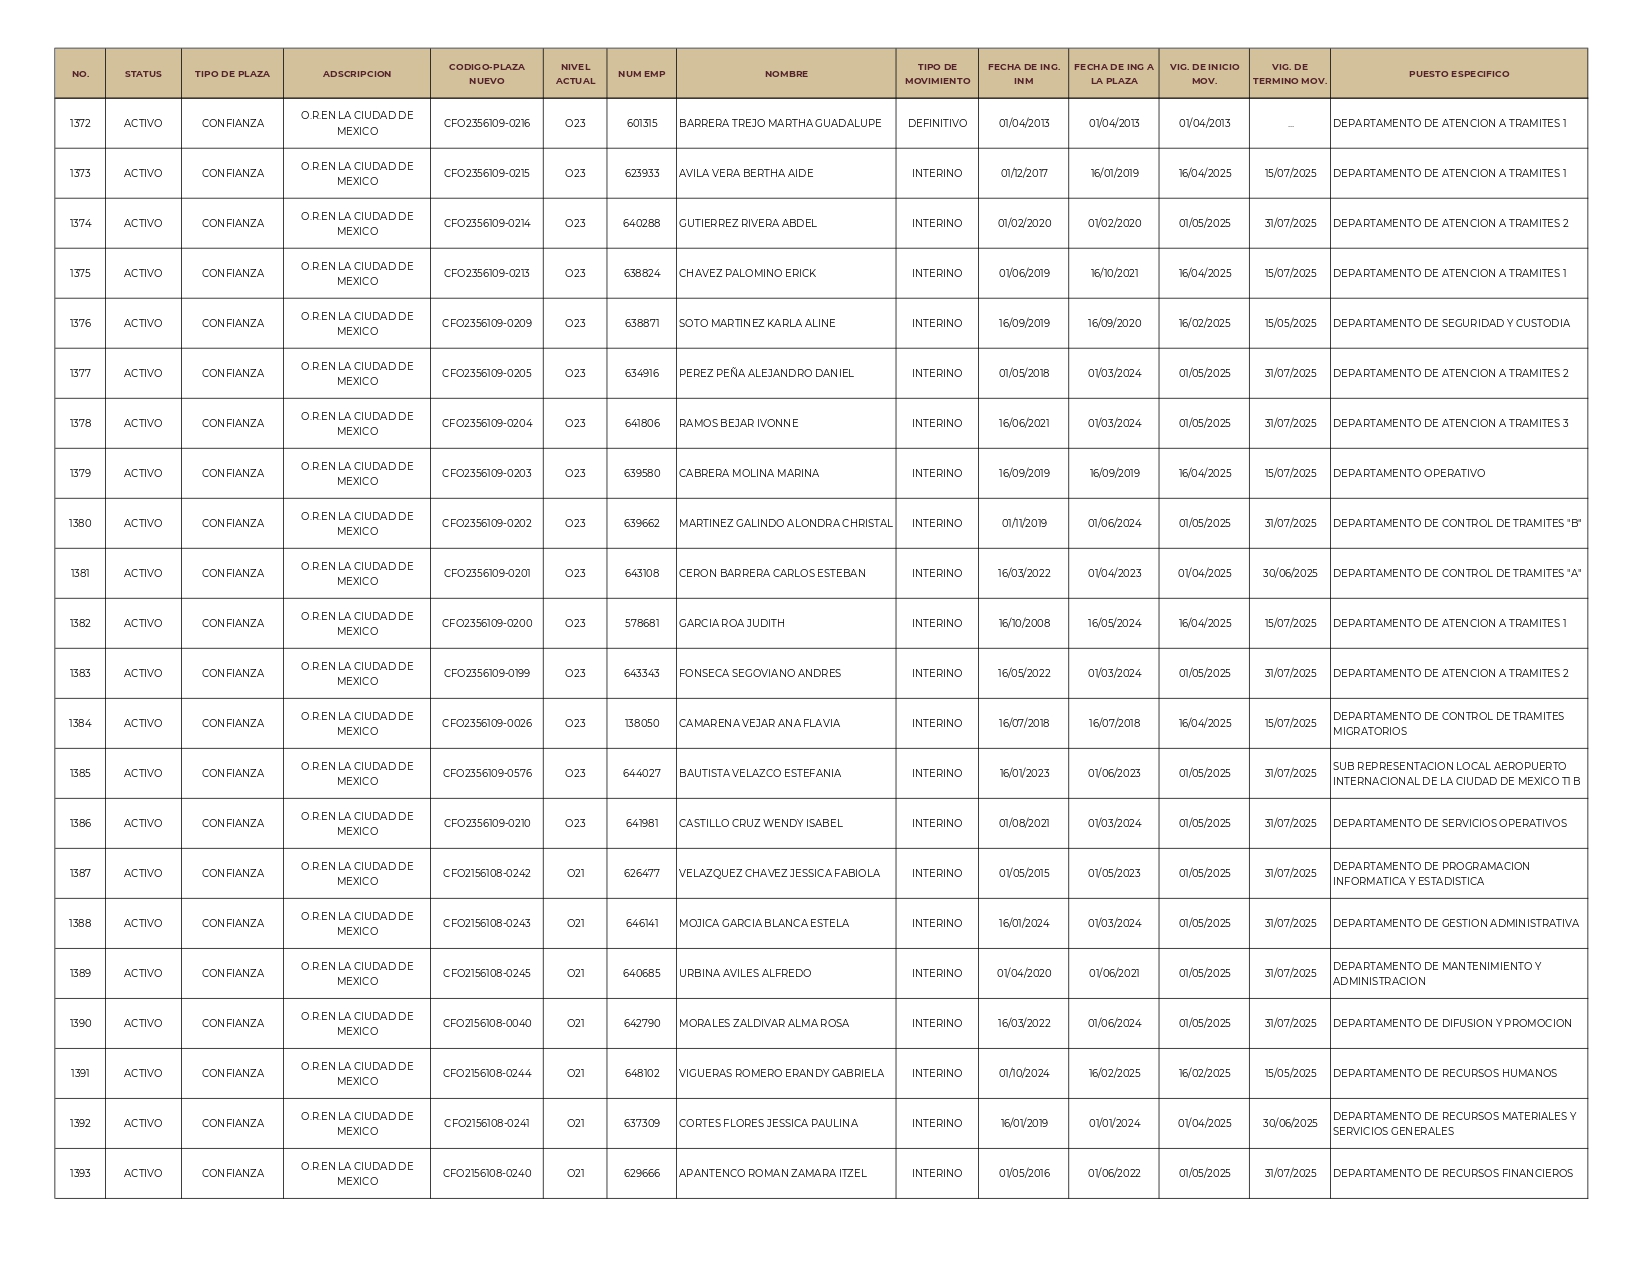 NO. STATUS TIPO DE PLAZA ADSCRIPCION CODIGO-PLAZA NUEVO NIVEL ACTUAL NUM EMP NOMBRE TIPO DE MOVIMIENTO FECHA DE ING. INM FECHA DE ING A LA PLAZA VIG. DE INICIO MOV. VIG. DE TERMINO MOV. PUESTO ESPECIFICO
1372 ACTIVO CONFIANZA O.R.EN LA CIUDAD DE MEXICO CFO2356109-0216 O23 601315 BARRERA TREJO MARTHA GUADALUPE DEFINITIVO 01/04/2013 01/04/2013 01/04/2013 ... DEPARTAMENTO DE ATENCION A TRAMITES 1
1373 ACTIVO CONFIANZA O.R.EN LA CIUDAD DE MEXICO CFO2356109-0215 O23 623933 AVILA VERA BERTHA AIDE INTERINO 01/12/2017 16/01/2019 16/04/2025 15/07/2025 DEPARTAMENTO DE ATENCION A TRAMITES 1
1374 ACTIVO CONFIANZA O.R.EN LA CIUDAD DE MEXICO CFO2356109-0214 O23 640288 GUTIERREZ RIVERA ABDEL INTERINO 01/02/2020 01/02/2020 01/05/2025 31/07/2025 DEPARTAMENTO DE ATENCION A TRAMITES 2
1375 ACTIVO CONFIANZA O.R.EN LA CIUDAD DE MEXICO CFO2356109-0213 O23 638824 CHAVEZ PALOMINO ERICK INTERINO 01/06/2019 16/10/2021 16/04/2025 15/07/2025 DEPARTAMENTO DE ATENCION A TRAMITES 1
1376 ACTIVO CONFIANZA O.R.EN LA CIUDAD DE MEXICO CFO2356109-0209 O23 638871 SOTO MARTINEZ KARLA ALINE INTERINO 16/09/2019 16/09/2020 16/02/2025 15/05/2025 DEPARTAMENTO DE SEGURIDAD Y CUSTODIA
1377 ACTIVO CONFIANZA O.R.EN LA CIUDAD DE MEXICO CFO2356109-0205 O23 634916 PEREZ PEÑA ALEJANDRO DANIEL INTERINO 01/05/2018 01/03/2024 01/05/2025 31/07/2025 DEPARTAMENTO DE ATENCION A TRAMITES 2
1378 ACTIVO CONFIANZA O.R.EN LA CIUDAD DE MEXICO CFO2356109-0204 O23 641806 RAMOS BEJAR IVONNE INTERINO 16/06/2021 01/03/2024 01/05/2025 31/07/2025 DEPARTAMENTO DE ATENCION A TRAMITES 3
1379 ACTIVO CONFIANZA O.R.EN LA CIUDAD DE MEXICO CFO2356109-0203 O23 639580 CABRERA MOLINA MARINA INTERINO 16/09/2019 16/09/2019 16/04/2025 15/07/2025 DEPARTAMENTO OPERATIVO
1380 ACTIVO CONFIANZA O.R.EN LA CIUDAD DE MEXICO CFO2356109-0202 O23 639662 MARTINEZ GALINDO ALONDRA CHRISTAL INTERINO 01/11/2019 01/06/2024 01/05/2025 31/07/2025 DEPARTAMENTO DE CONTROL DE TRAMITES "B"
1381 ACTIVO CONFIANZA O.R.EN LA CIUDAD DE MEXICO CFO2356109-0201 O23 643108 CERON BARRERA CARLOS ESTEBAN INTERINO 16/03/2022 01/04/2023 01/04/2025 30/06/2025 DEPARTAMENTO DE CONTROL DE TRAMITES "A"
1382 ACTIVO CONFIANZA O.R.EN LA CIUDAD DE MEXICO CFO2356109-0200 O23 578681 GARCIA ROA JUDITH INTERINO 16/10/2008 16/05/2024 16/04/2025 15/07/2025 DEPARTAMENTO DE ATENCION A TRAMITES 1
1383 ACTIVO CONFIANZA O.R.EN LA CIUDAD DE MEXICO CFO2356109-0199 O23 643343 FONSECA SEGOVIANO ANDRES INTERINO 16/05/2022 01/03/2024 01/05/2025 31/07/2025 DEPARTAMENTO DE ATENCION A TRAMITES 2
1384 ACTIVO CONFIANZA O.R.EN LA CIUDAD DE MEXICO CFO2356109-0026 O23 138050 CAMARENA VEJAR ANA FLAVIA INTERINO 16/07/2018 16/07/2018 16/04/2025 15/07/2025 DEPARTAMENTO DE CONTROL DE TRAMITES MIGRATORIOS
1385 ACTIVO CONFIANZA O.R.EN LA CIUDAD DE MEXICO CFO2356109-0576 O23 644027 BAUTISTA VELAZCO ESTEFANIA INTERINO 16/01/2023 01/06/2023 01/05/2025 31/07/2025 SUB REPRESENTACION LOCAL AEROPUERTO INTERNACIONAL DE LA CIUDAD DE MEXICO T1 B
1386 ACTIVO CONFIANZA O.R.EN LA CIUDAD DE MEXICO CFO2356109-0210 O23 641981 CASTILLO CRUZ WENDY ISABEL INTERINO 01/08/2021 01/03/2024 01/05/2025 31/07/2025 DEPARTAMENTO DE SERVICIOS OPERATIVOS
1387 ACTIVO CONFIANZA O.R.EN LA CIUDAD DE MEXICO CFO2156108-0242 O21 626477 VELAZQUEZ CHAVEZ JESSICA FABIOLA INTERINO 01/05/2015 01/05/2023 01/05/2025 31/07/2025 DEPARTAMENTO DE PROGRAMACION INFORMATICA Y ESTADISTICA
1388 ACTIVO CONFIANZA O.R.EN LA CIUDAD DE MEXICO CFO2156108-0243 O21 646141 MOJICA GARCIA BLANCA ESTELA INTERINO 16/01/2024 01/03/2024 01/05/2025 31/07/2025 DEPARTAMENTO DE GESTION ADMINISTRATIVA
1389 ACTIVO CONFIANZA O.R.EN LA CIUDAD DE MEXICO CFO2156108-0245 O21 640685 URBINA AVILES ALFREDO INTERINO 01/04/2020 01/06/2021 01/05/2025 31/07/2025 DEPARTAMENTO DE MANTENIMIENTO Y ADMINISTRACION
1390 ACTIVO CONFIANZA O.R.EN LA CIUDAD DE MEXICO CFO2156108-0040 O21 642790 MORALES ZALDIVAR ALMA ROSA INTERINO 16/03/2022 01/06/2024 01/05/2025 31/07/2025 DEPARTAMENTO DE DIFUSION Y PROMOCION
1391 ACTIVO CONFIANZA O.R.EN LA CIUDAD DE MEXICO CFO2156108-0244 O21 648102 VIGUERAS ROMERO ERANDY GABRIELA INTERINO 01/10/2024 16/02/2025 16/02/2025 15/05/2025 DEPARTAMENTO DE RECURSOS HUMANOS
1392 ACTIVO CONFIANZA O.R.EN LA CIUDAD DE MEXICO CFO2156108-0241 O21 637309 CORTES FLORES JESSICA PAULINA INTERINO 16/01/2019 01/01/2024 01/04/2025 30/06/2025 DEPARTAMENTO DE RECURSOS MATERIALES Y SERVICIOS GENERALES
1393 ACTIVO CONFIANZA O.R.EN LA CIUDAD DE MEXICO CFO2156108-0240 O21 629666 APANTENCO ROMAN ZAMARA ITZEL INTERINO 01/05/2016 01/06/2022 01/05/2025 31/07/2025 DEPARTAMENTO DE RECURSOS FINANCIEROS